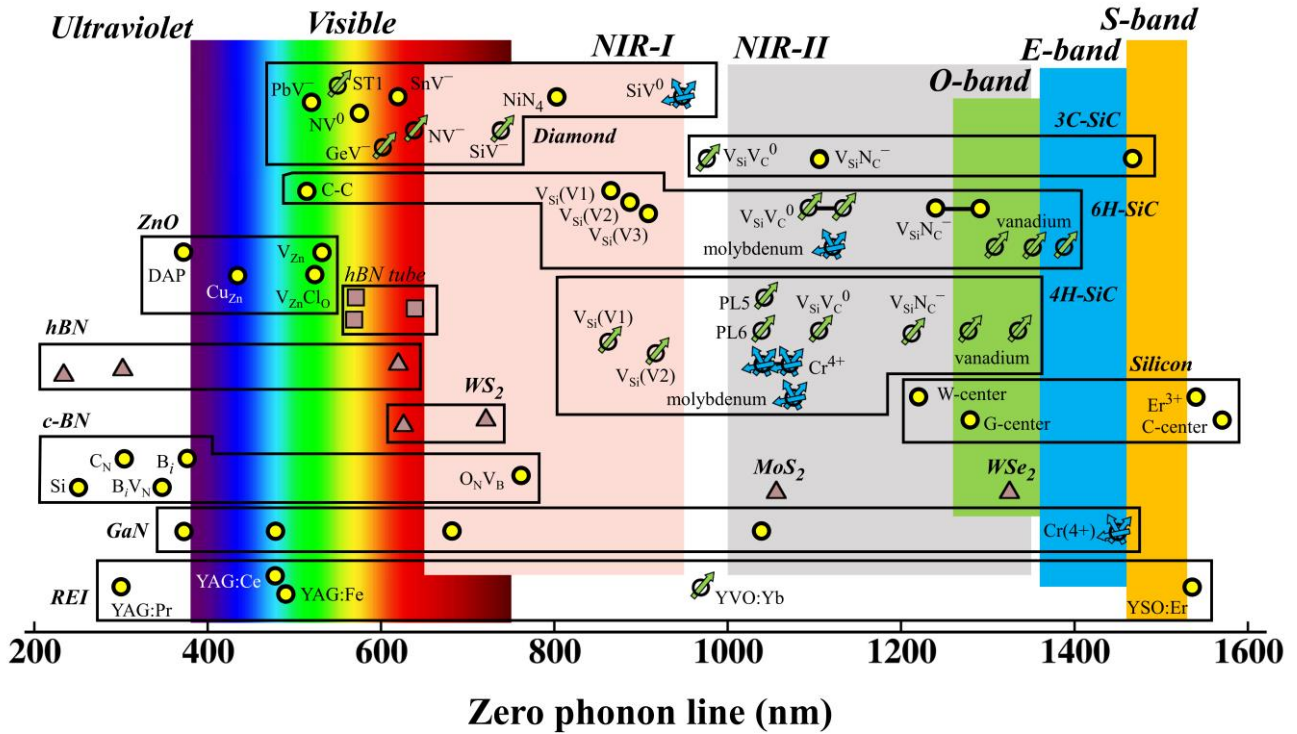 Ultraviolet
Visible
NIR-I
NIR-II
O-band
E-band
S-band
PbV⁻
ST1
SnV⁻
NV⁰
GeV⁻
NV⁻
SiV⁻
NiN₄
SiV⁰
Diamond
3C-SiC
V_SiV_C⁰
V_SiN_C⁻
C-C
V_Si(V1)
V_Si(V2)
V_Si(V3)
V_SiV_C⁰
V_SiN_C⁻
molybdenum
vanadium
6H-SiC
ZnO
DAP
V_Zn
Cu_Zn
V_ZnCl_O
hBN tube
4H-SiC
V_Si(V1)
V_Si(V2)
PL5
PL6
V_SiV_C⁰
V_SiN_C⁻
Cr⁴⁺
vanadium
molybdenum
hBN
WS₂
Silicon
W-center
G-center
Er³⁺
C-center
c-BN
C_N
B_i
Si
B_iV_N
O_NV_B
MoS₂
WSe₂
GaN
Cr(4+)
REI
YAG:Pr
YAG:Ce
YAG:Fe
YVO:Yb
YSO:Er
200 400 600 800 1000 1200 1400 1600
Zero phonon line (nm)